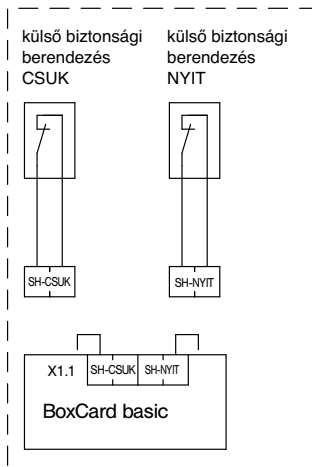 külső biztonsági
berendezés
CSUK
külső biztonsági
berendezés
NYIT
SH-CSUK
SH-NYIT
X1.1
SH-CSUK
SH-NYIT
BoxCard basic